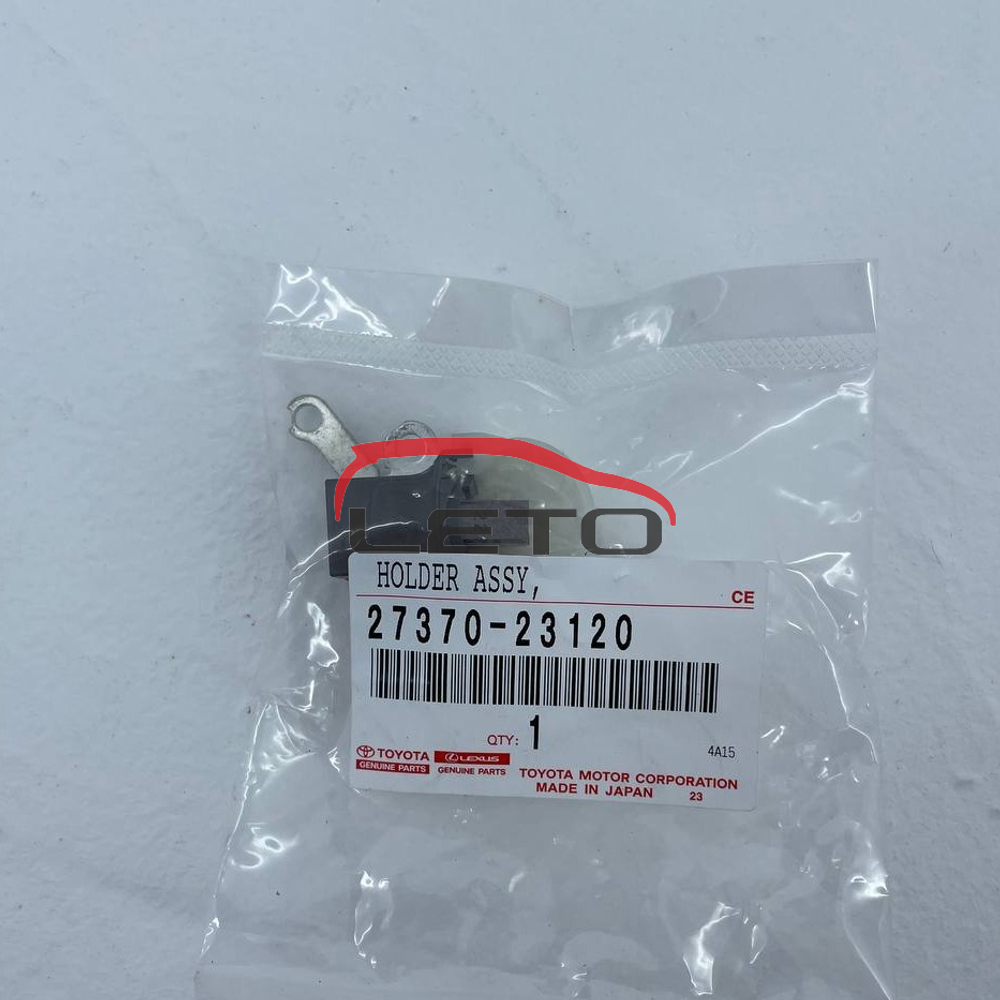 LETO
HOLDER ASSY,
CE
27370-23120
QTY: 1
4A15
TOYOTA
GENUINE PARTS
LEXUS
GENUINE PARTS
TOYOTA MOTOR CORPORATION
MADE IN JAPAN 23